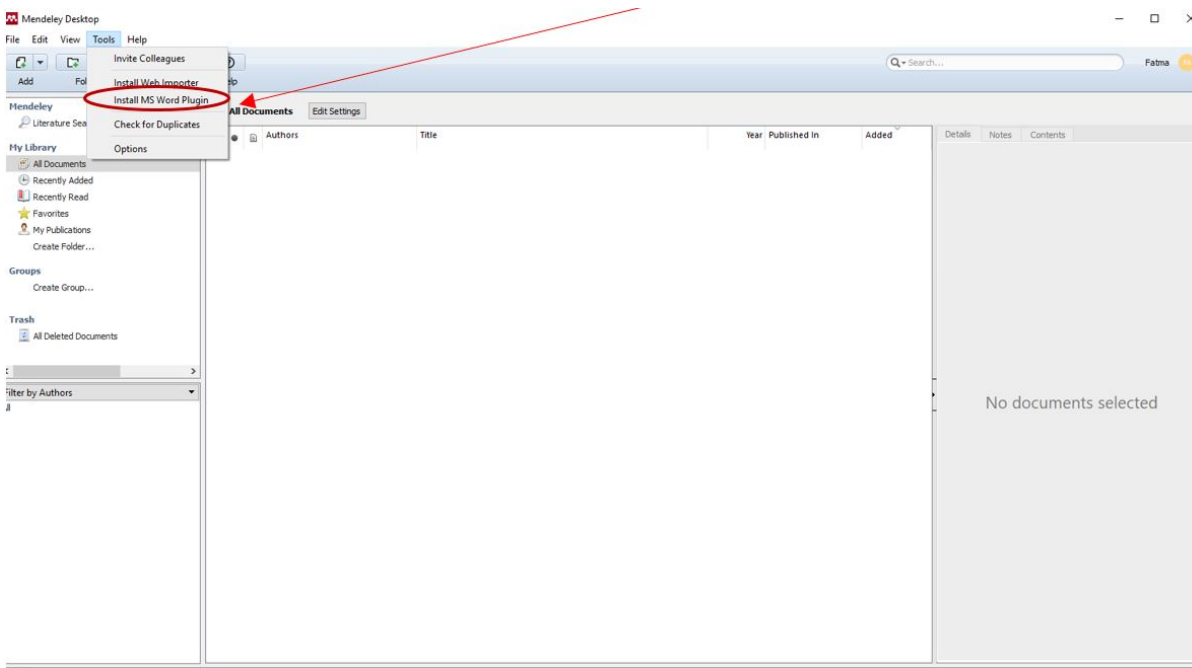 Mendeley Desktop
File Edit View Tools Help
Invite Colleagues
Install Web Importer
Install MS Word Plugin
Check for Duplicates
Options
Add
Search...
Fatma
Mendeley
Literature Sea
All Documents Edit Settings
Authors Title Year Published In Added
Details Notes Contents
My Library
All Documents
Recently Added
Recently Read
Favorites
My Publications
Create Folder...
Groups
Create Group...
Trash
All Deleted Documents
Filter by Authors
No documents selected